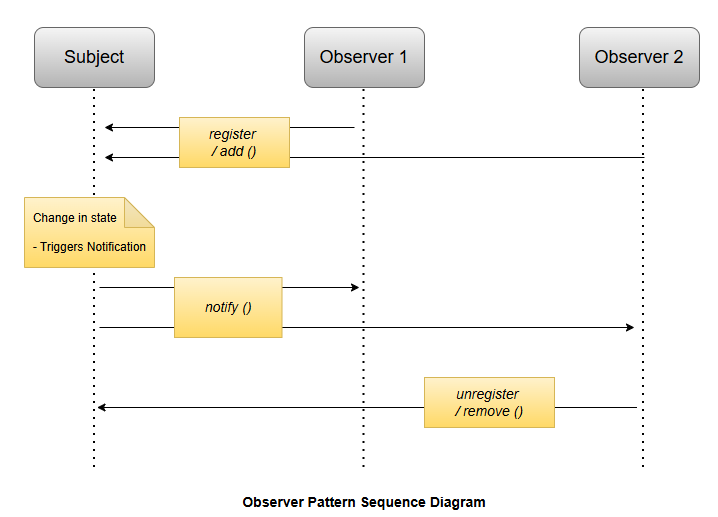 Subject
Observer 1
Observer 2
register
/ add ()
Change in state
- Triggers Notification
notify ()
unregister
/ remove ()
Observer Pattern Sequence Diagram